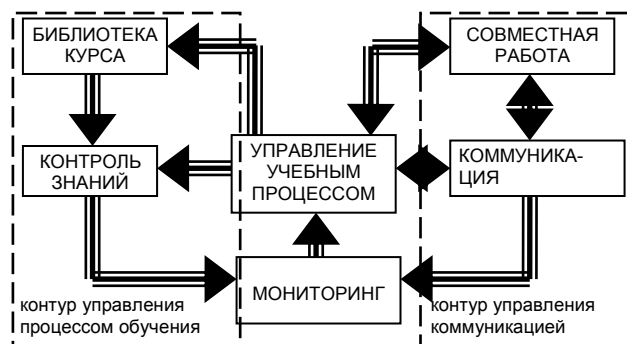 БИБЛИОТЕКА
КУРСА
СОВМЕСТНАЯ
РАБОТА
КОНТРОЛЬ
ЗНАНИЙ
УПРАВЛЕНИЕ
УЧЕБНЫМ
ПРОЦЕССОМ
КОММУНИКА-
ЦИЯ
МОНИТОРИНГ
контур управления
процессом обучения
контур управления
коммуникацией